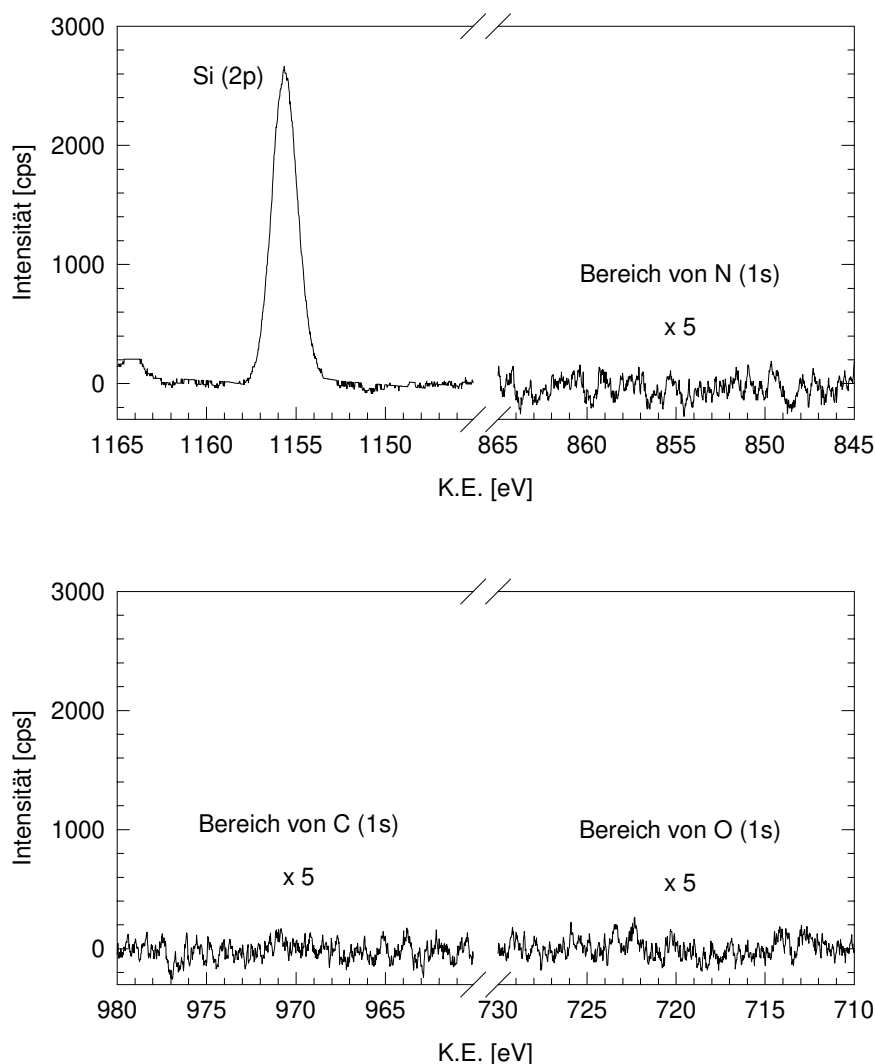 3000
Si (2p)
2000
Intensität [cps]
1000
Bereich von N (1s)
x 5
0
1165 1160 1155 1150 865 860 855 850 845
K.E. [eV]
3000
2000
Intensität [cps]
1000
Bereich von C (1s) Bereich von O (1s)
x 5 x 5
0
980 975 970 965 730 725 720 715 710
K.E. [eV]